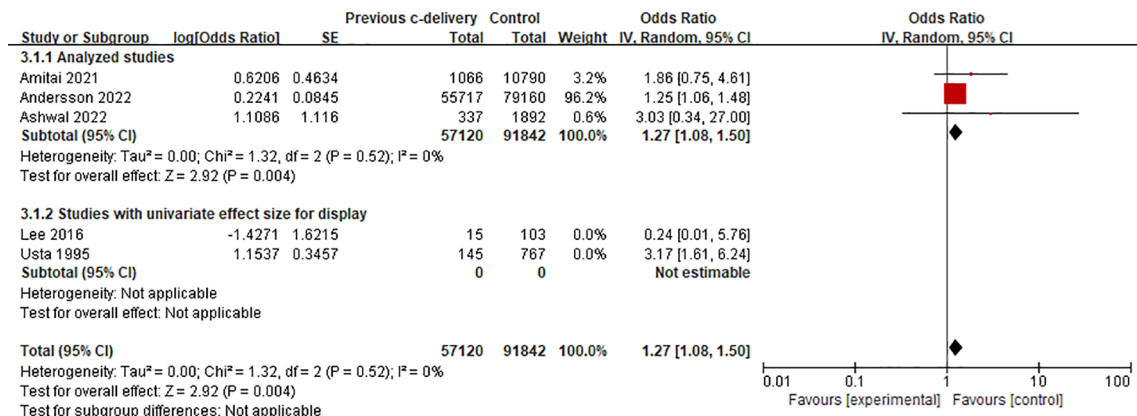 Previous c-delivery Control Odds Ratio Odds Ratio
Study or Subgroup log[Odds Ratio] SE Total Total Weight IV, Random, 95% CI IV, Random, 95% CI
3.1.1 Analyzed studies
Amitai 2021 0.6206 0.4634 1066 10790 3.2% 1.86 [0.75, 4.61]
Andersson 2022 0.2241 0.0845 55717 79160 96.2% 1.25 [1.06, 1.48]
Ashwal 2022 1.1086 1.116 337 1892 0.6% 3.03 [0.34, 27.00]
Subtotal (95% CI) 57120 91842 100.0% 1.27 [1.08, 1.50]
Heterogeneity: Tau² = 0.00; Chi² = 1.32, df = 2 (P = 0.52); I² = 0%
Test for overall effect: Z = 2.92 (P = 0.004)
3.1.2 Studies with univariate effect size for display
Lee 2016 -1.4271 1.6215 15 103 0.0% 0.24 [0.01, 5.76]
Usta 1995 1.1537 0.3457 145 767 0.0% 3.17 [1.61, 6.24]
Subtotal (95% CI) 0 0 Not estimable
Heterogeneity: Not applicable
Test for overall effect: Not applicable
Total (95% CI) 57120 91842 100.0% 1.27 [1.08, 1.50]
Heterogeneity: Tau² = 0.00; Chi² = 1.32, df = 2 (P = 0.52); I² = 0%
Test for overall effect: Z = 2.92 (P = 0.004)
Test for subgroup differences: Not applicable
0.01 0.1 1 10 100
Favours [experimental] Favours [control]